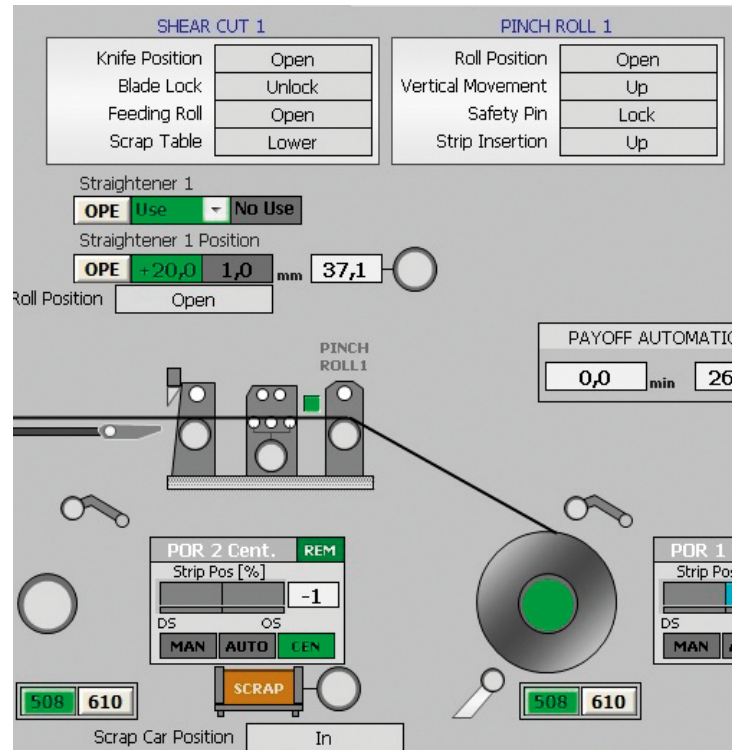 SHEAR CUT 1
Knife Position Open
Blade Lock Unlock
Feeding Roll Open
Scrap Table Lower
PINCH ROLL 1
Roll Position Open
Vertical Movement Up
Safety Pin Lock
Strip Insertion Up
Straightener 1
OPE Use No Use
Straightener 1 Position
OPE +20,0 1,0 mm 37,1
Roll Position Open
PINCH
ROLL1
PAYOFF AUTOMATIC
0,0 min 26
POR 2 Cent. REM
Strip Pos [%]
-1
DS OS
MAN AUTO CEN
SCRAP
508 610
Scrap Car Position In
508 610
POR 1
Strip Pos
DS
MAN A